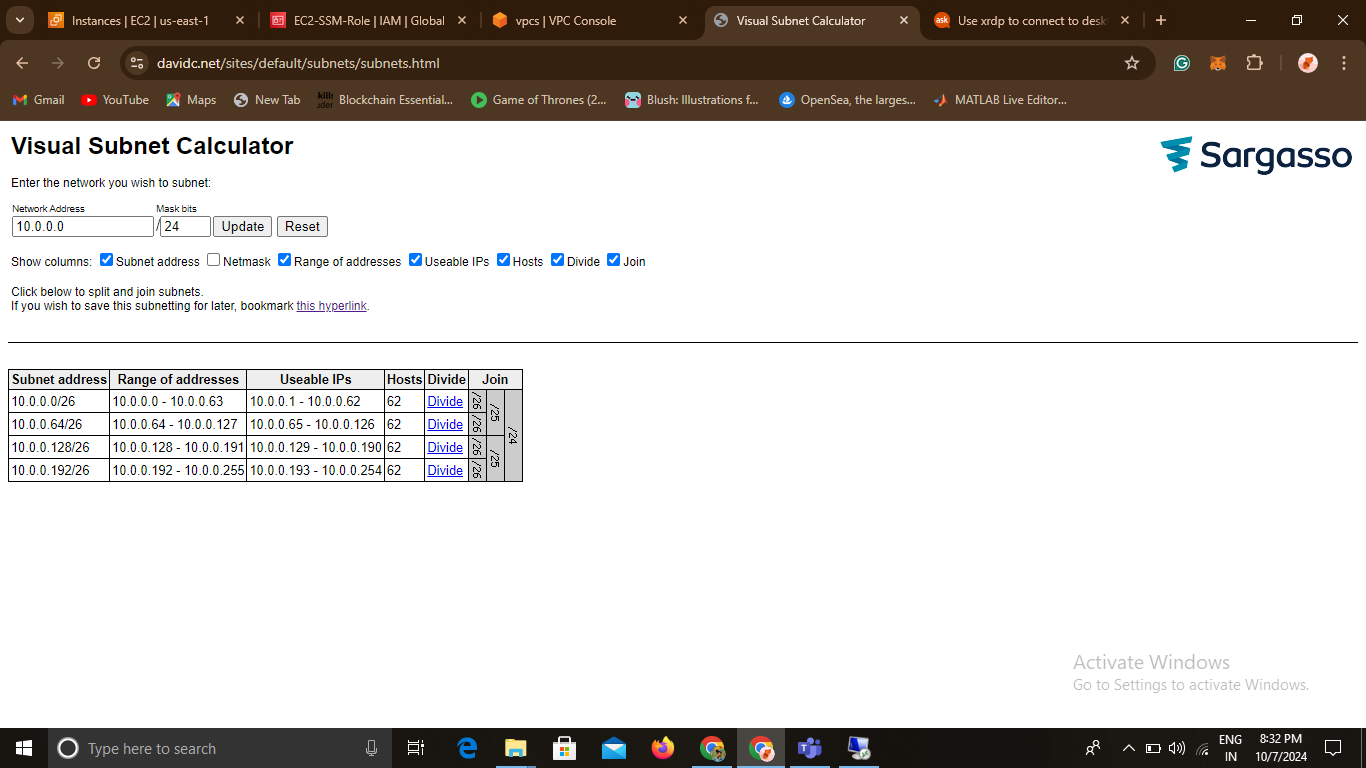 Instances | EC2 | us-east-1
EC2-SSM-Role | IAM | Global
vpcs | VPC Console
Visual Subnet Calculator
ask
Use xrdp to connect to desk
davidc.net/sites/default/subnets/subnets.html
Gmail
YouTube
Maps
New Tab
Blockchain Essential...
Game of Thrones (2...
Blush: Illustrations f...
OpenSea, the larges...
MATLAB Live Editor...
Visual Subnet Calculator
Sargasso
Enter the network you wish to subnet:
Network Address Mask bits
10.0.0.0 / 24 Update Reset
Show columns: Subnet address Netmask Range of addresses Useable IPs Hosts Divide Join
Click below to split and join subnets.
If you wish to save this subnetting for later, bookmark this hyperlink.
Subnet address Range of addresses Useable IPs Hosts Divide Join
10.0.0.0/26 10.0.0.0 - 10.0.0.63 10.0.0.1 - 10.0.0.62 62 Divide /26 /25 /24
10.0.0.64/26 10.0.0.64 - 10.0.0.127 10.0.0.65 - 10.0.0.126 62 Divide /26
10.0.0.128/26 10.0.0.128 - 10.0.0.191 10.0.0.129 - 10.0.0.190 62 Divide /26 /25
10.0.0.192/26 10.0.0.192 - 10.0.0.255 10.0.0.193 - 10.0.0.254 62 Divide /26
Activate Windows
Go to Settings to activate Windows.
Type here to search
ENG
IN
8:32 PM
10/7/2024